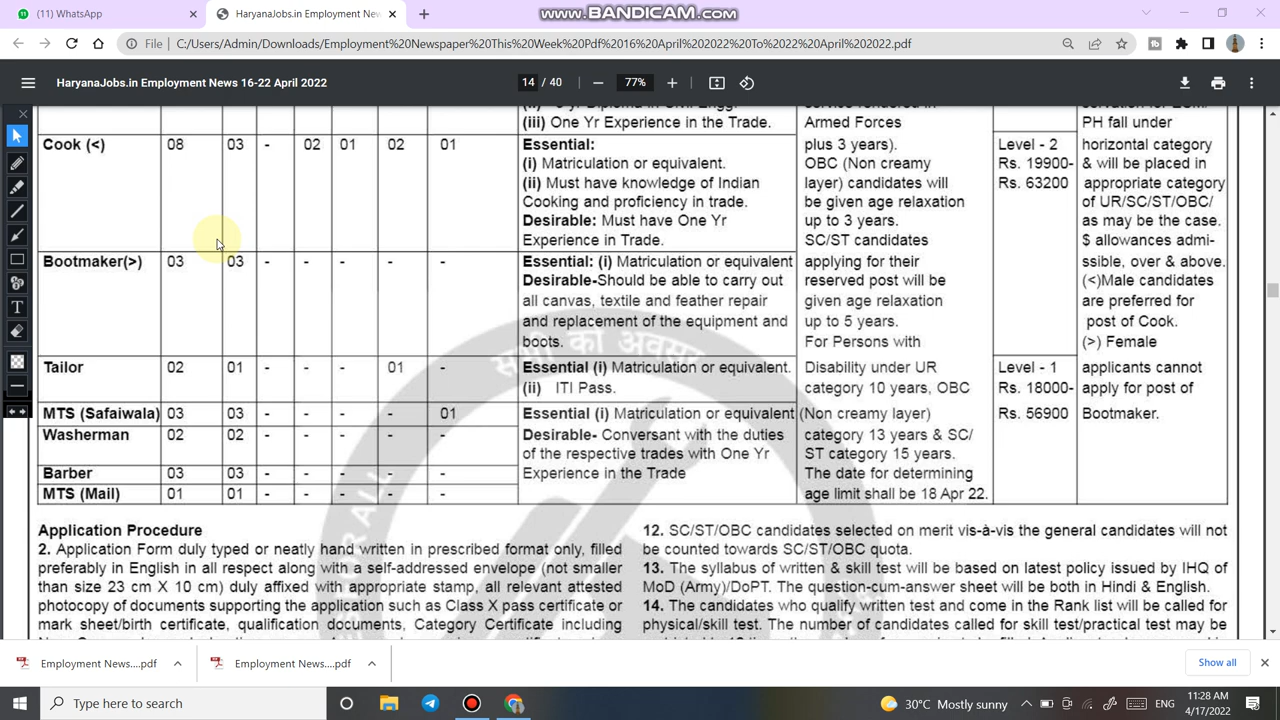 (11) WhatsApp
HaryanaJobs.in Employment New
www.BANDICAM.com
File C:/Users/Admin/Downloads/Employment%20Newspaper%20This%20Week%20Pdf%2016%20April%202022%20To%2022%20April%202022.pdf
HaryanaJobs.in Employment News 16-22 April 2022
14 / 40
77%
(iii) One Yr Experience in the Trade.
Armed Forces
PH fall under
Cook (<) 08 03 - 02 01 02 01
Essential:
(i) Matriculation or equivalent.
(ii) Must have knowledge of Indian
Cooking and proficiency in trade.
Desirable: Must have One Yr
Experience in Trade.
plus 3 years).
OBC (Non creamy
layer) candidates will
be given age relaxation
up to 3 years.
SC/ST candidates
Level - 2
Rs. 19900-
Rs. 63200
horizontal category
& will be placed in
appropriate category
of UR/SC/ST/OBC/
as may be the case.
$ allowances admi-
Bootmaker(>) 03 03 - - - - -
Essential: (i) Matriculation or equivalent
Desirable-Should be able to carry out
all canvas, textile and feather repair
and replacement of the equipment and
boots.
applying for their
reserved post will be
given age relaxation
up to 5 years.
For Persons with
ssible, over & above.
(<)Male candidates
are preferred for
post of Cook.
(>) Female
Tailor 02 01 - - - 01 -
Essential (i) Matriculation or equivalent.
(ii) ITI Pass.
Disability under UR
category 10 years, OBC
Level - 1
Rs. 18000-
applicants cannot
apply for post of
MTS (Safaiwala) 03 03 - - - - 01
Essential (i) Matriculation or equivalent
(Non creamy layer)
Rs. 56900
Bootmaker.
Washerman 02 02 - - - - -
Desirable- Conversant with the duties
of the respective trades with One Yr
category 13 years & SC/
ST category 15 years.
Barber 03 03 - - - - -
Experience in the Trade
The date for determining
MTS (Mail) 01 01 - - - - -
age limit shall be 18 Apr 22.
सभी को अवसर
OR ALL
Application Procedure
2. Application Form duly typed or neatly hand written in prescribed format only, filled
preferably in English in all respect along with a self-addressed envelope (not smaller
than size 23 cm X 10 cm) duly affixed with appropriate stamp, all relevant attested
photocopy of documents supporting the application such as Class X pass certificate or
mark sheet/birth certificate, qualification documents, Category Certificate including
12. SC/ST/OBC candidates selected on merit vis-à-vis the general candidates will not
be counted towards SC/ST/OBC quota.
13. The syllabus of written & skill test will be based on latest policy issued by IHQ of
MoD (Army)/DoPT. The question-cum-answer sheet will be both in Hindi & English.
14. The candidates who qualify written test and come in the Rank list will be called for
physical/skill test. The number of candidates called for skill test/practical test may be
Employment News....pdf
Employment News....pdf
Show all
Type here to search
30°C Mostly sunny
ENG
11:28 AM
4/17/2022